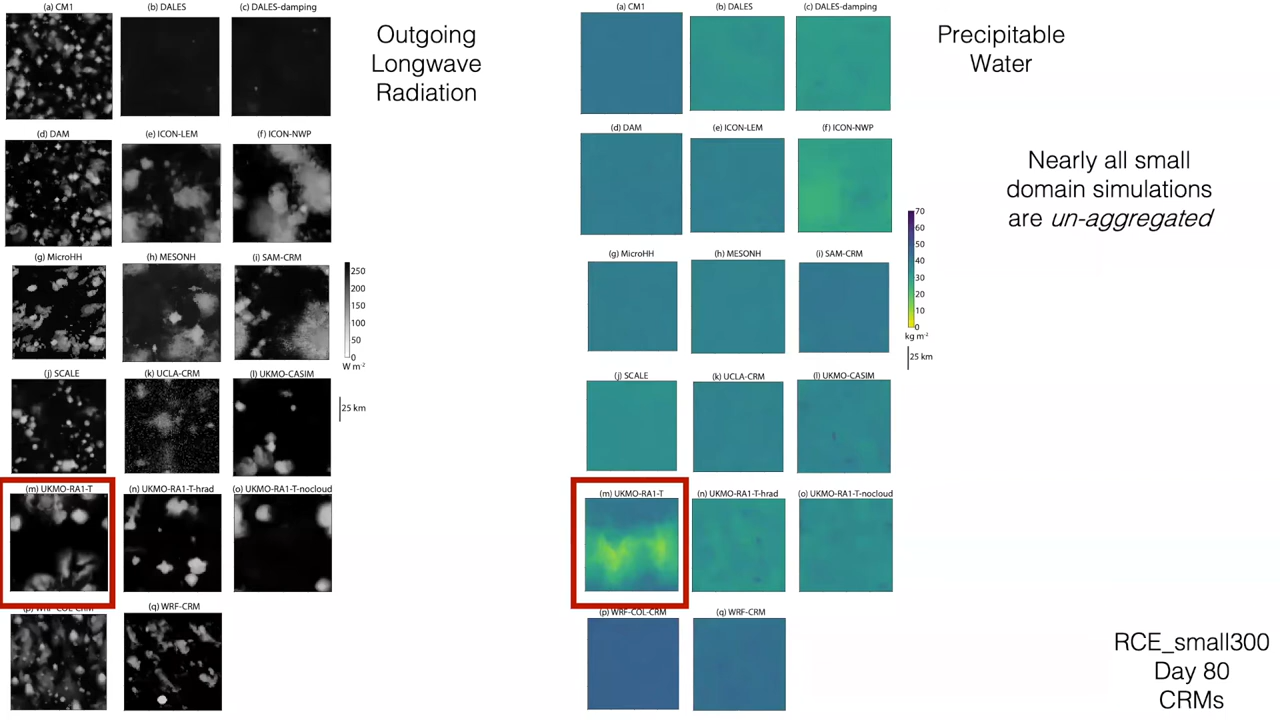 (a) CM1
(b) DALES
(c) DALES-damping
Outgoing
Longwave
Radiation
(d) DAM
(e) ICON-LEM
(f) ICON-NWP
(g) MicroHH
(h) MESONH
(i) SAM-CRM
250
200
150
100
50
0
W m-2
(j) SCALE
(k) UCLA-CRM
(l) UKMO-CASIM
25 km
(m) UKMO-RA1-T
(n) UKMO-RA1-T-hrad
(o) UKMO-RA1-T-nocloud
(p) WRF-COL-CRM
(q) WRF-CRM
(a) CM1
(b) DALES
(c) DALES-damping
Precipitable
Water
(d) DAM
(e) ICON-LEM
(f) ICON-NWP
Nearly all small
domain simulations
are un-aggregated
70
60
50
40
30
20
10
0
kg m-2
25 km
(g) MicroHH
(h) MESONH
(i) SAM-CRM
(j) SCALE
(k) UCLA-CRM
(l) UKMO-CASIM
(m) UKMO-RA1-T
(n) UKMO-RA1-T-hrad
(o) UKMO-RA1-T-nocloud
(p) WRF-COL-CRM
(q) WRF-CRM
RCE_small300
Day 80
CRMs